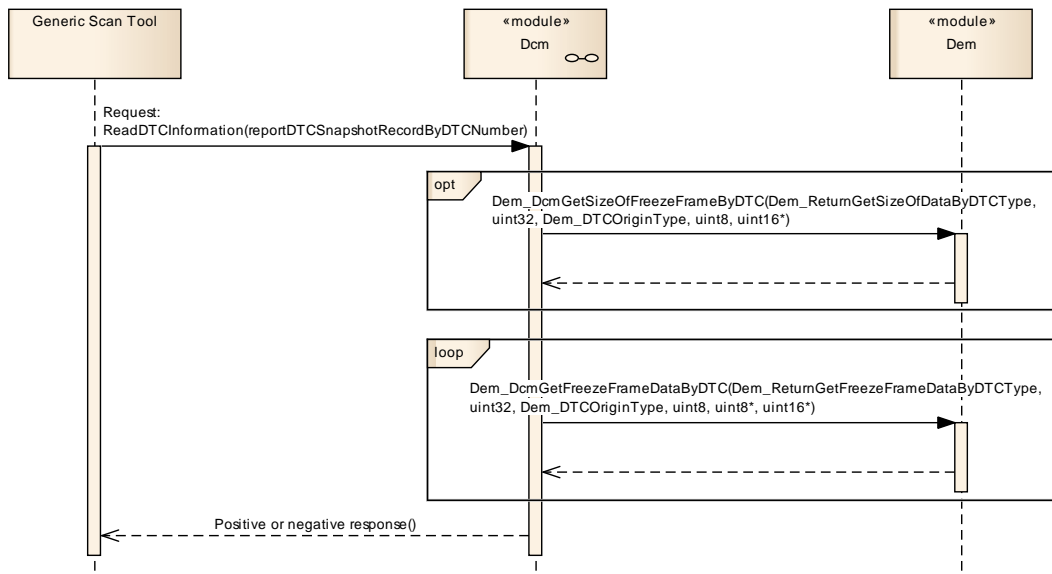 Generic Scan Tool
«module»
Dcm
«module»
Dem
Request:
ReadDTCInformation(reportDTCSnapshotRecordByDTCNumber)
opt
Dem_DcmGetSizeOfFreezeFrameByDTC(Dem_ReturnGetSizeOfDataByDTCType,
uint32, Dem_DTCOriginType, uint8, uint16*)
loop
Dem_DcmGetFreezeFrameDataByDTC(Dem_ReturnGetFreezeFrameDataByDTCType,
uint32, Dem_DTCOriginType, uint8, uint8*, uint16*)
Positive or negative response()